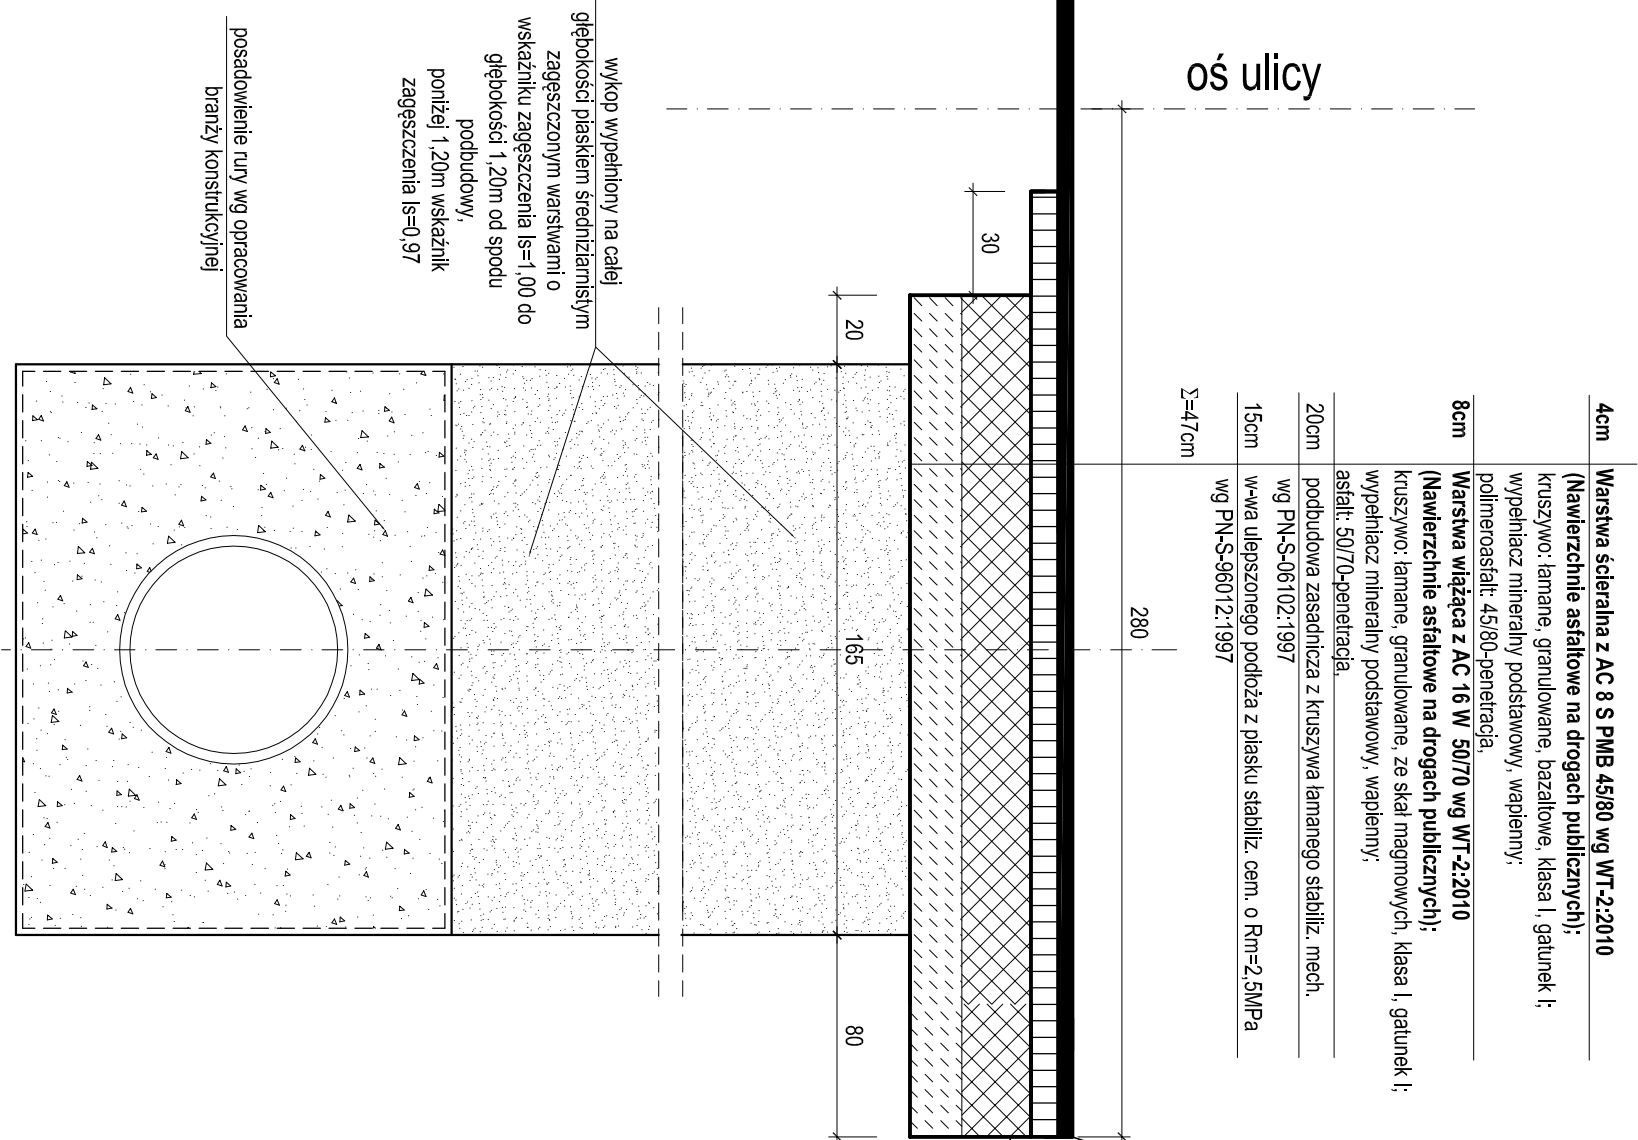 oś ulicy
4cm Warstwa ścieralna z AC 8 S PMB 45/80 wg WT-2:2010
(Nawierzchnie asfaltowe na drogach publicznych);
kruszywo: łamane, granulowane, bazaltowe, klasa I, gatunek I;
wypełniacz mineralny podstawowy, wapienny;
polimeroasfalt: 45/80-penetracja,
8cm Warstwa wiążąca z AC 16 W 50/70 wg WT-2:2010
(Nawierzchnie asfaltowe na drogach publicznych);
kruszywo: łamane, granulowane, ze skał magmowych, klasa I, gatunek I;
wypełniacz mineralny podstawowy, wapienny;
asfalt: 50/70-penetracja,
20cm podbudowa zasadnicza z kruszywa łamanego stabiliz. mech.
wg PN-S-06102:1997
15cm w-wa ulepszonego podłoża z piasku stabiliz. cem. o Rm=2,5MPa
wg PN-S-96012:1997
Σ=47cm
280
30
20
165
80
wykop wypełniony na całej
głębokości piaskiem średniziarnistym
zagęszczonym warstwami o
wskaźniku zagęszczenia Is=1,00 do
głębokości 1,20m od spodu
podbudowy,
poniżej 1,20m wskaźnik
zagęszczenia Is=0,97
posadowienie rury wg opracowania
branży konstrukcyjnej